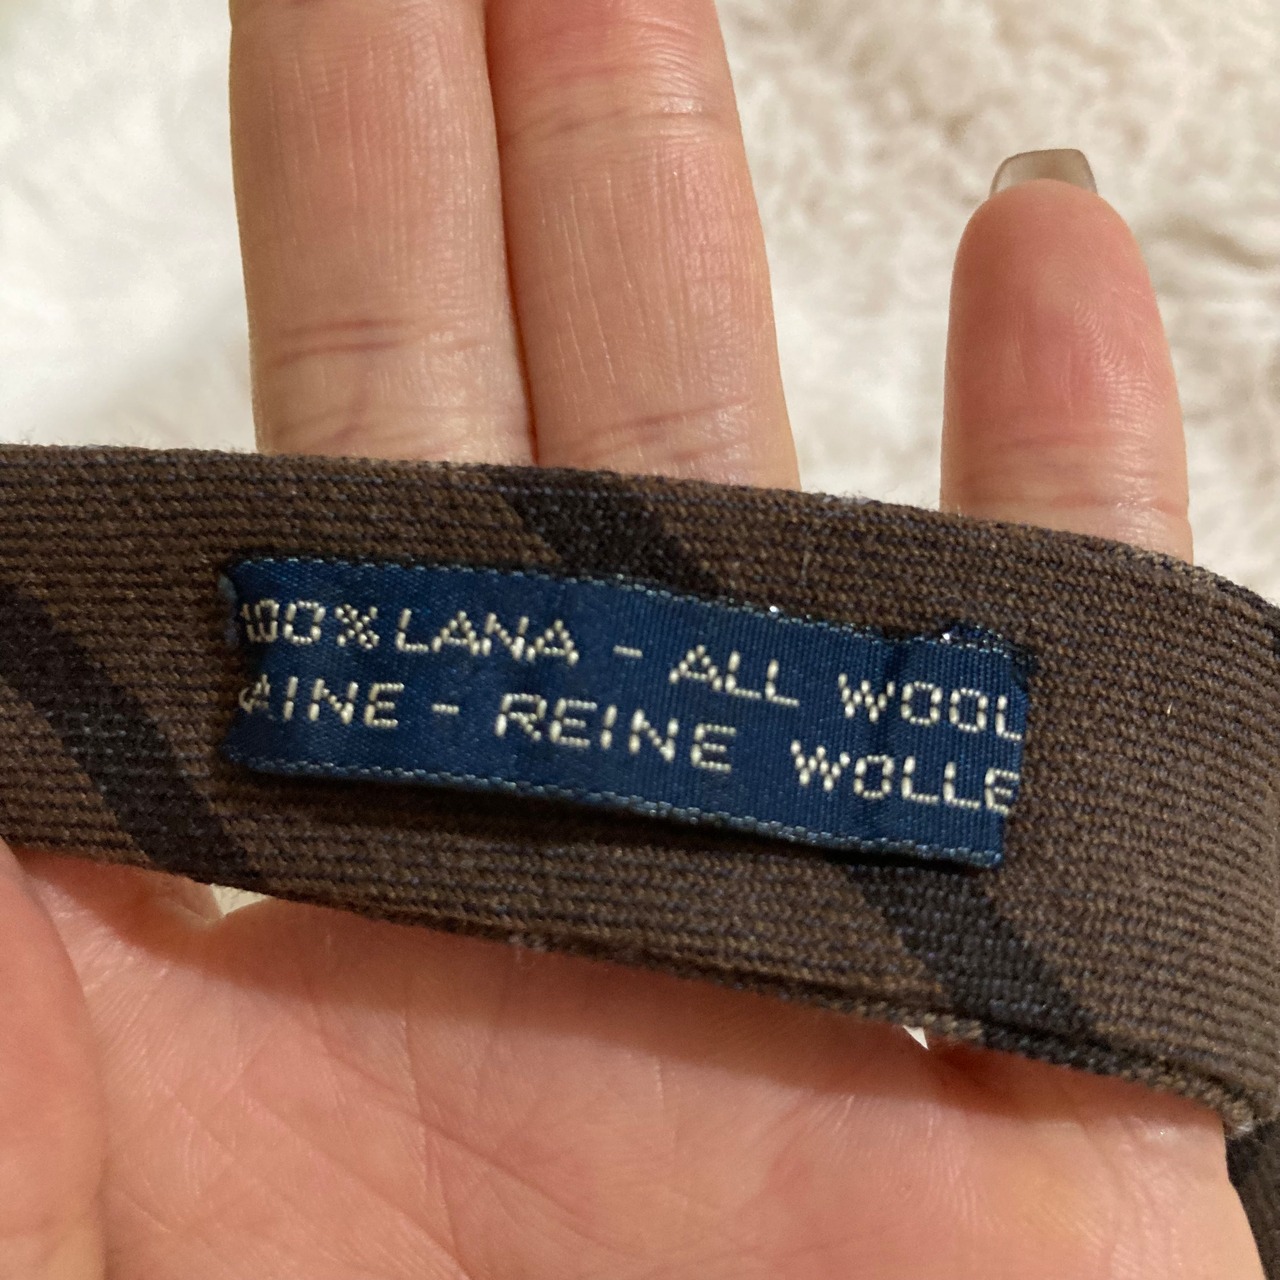 100% LANA - ALL WOOL
AINE - REINE WOLLE